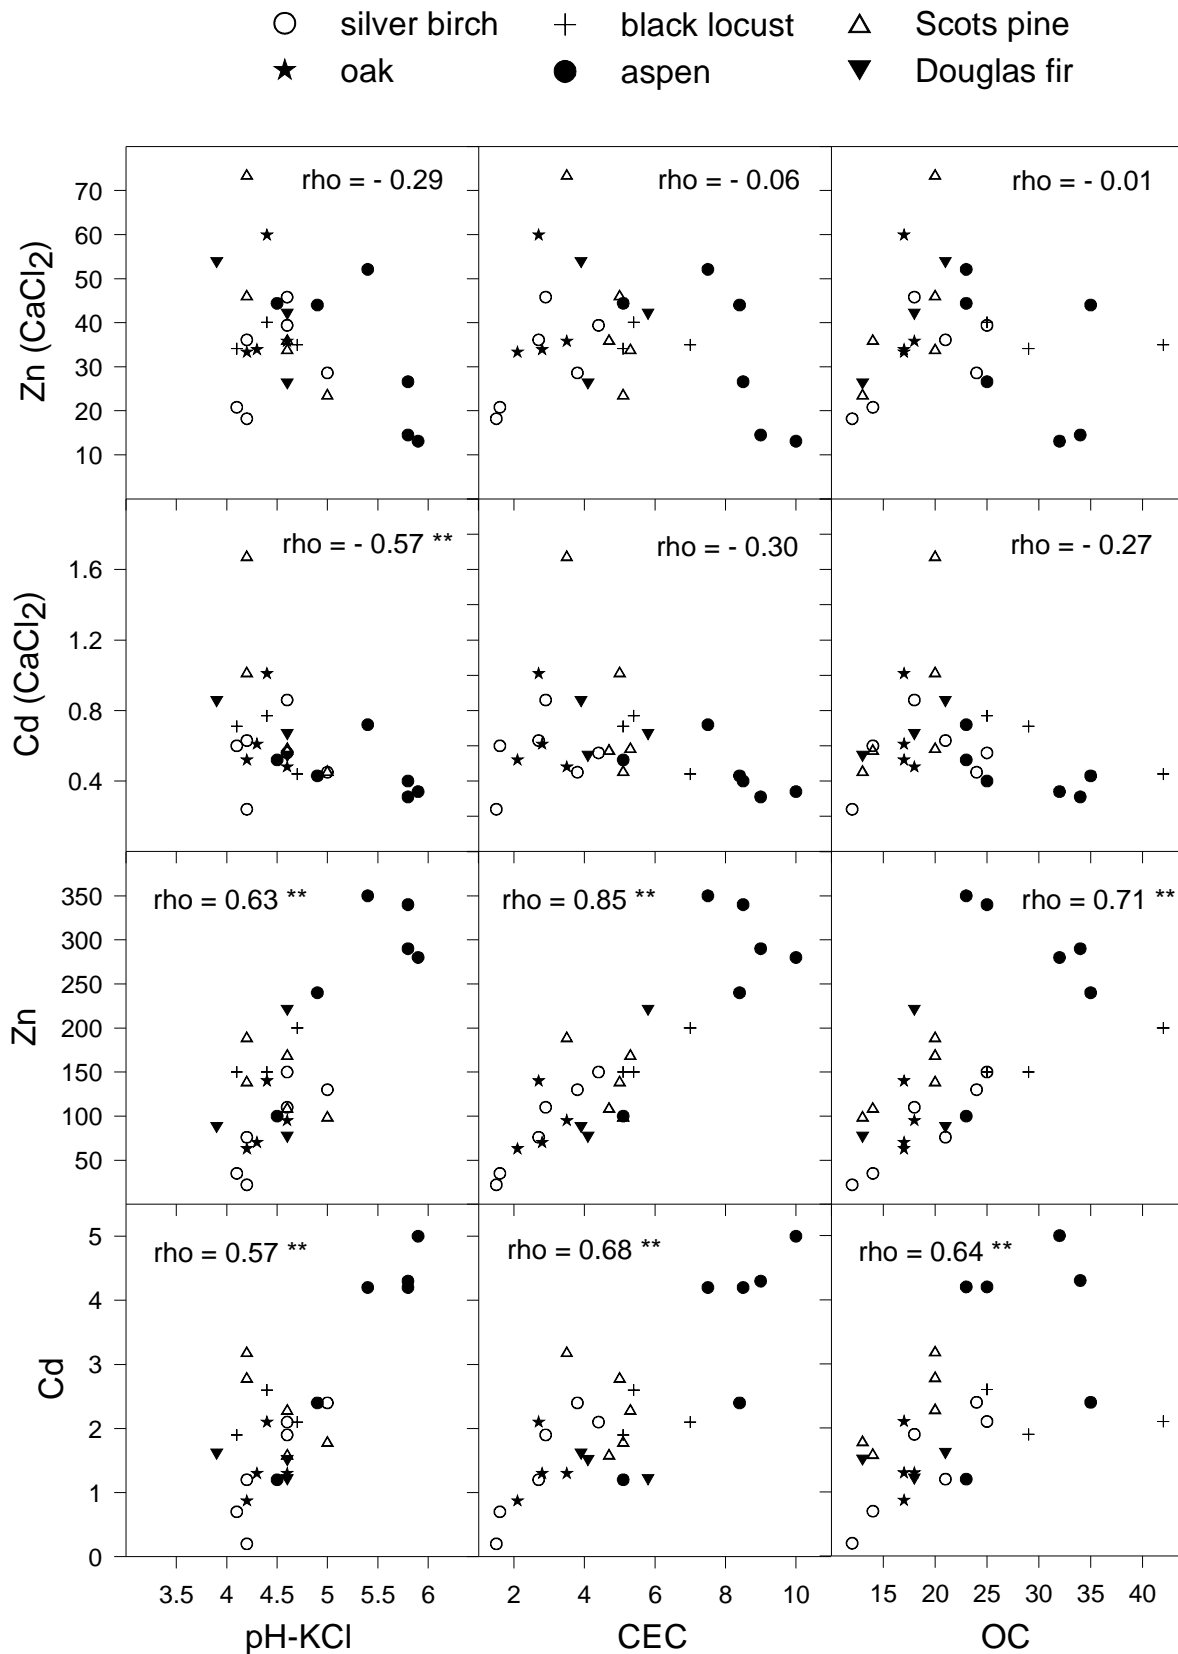 silver birch black locust Scots pine
oak aspen Douglas fir
Zn (CaCl2)
70
60
50
40
30
20
10
rho = - 0.29
rho = - 0.06
rho = - 0.01
Cd (CaCl2)
1.6
1.2
0.8
0.4
rho = - 0.57 **
rho = - 0.30
rho = - 0.27
Zn
350
300
250
200
150
100
50
rho = 0.63 **
rho = 0.85 **
rho = 0.71 **
Cd
5
4
3
2
1
0
rho = 0.57 **
rho = 0.68 **
rho = 0.64 **
3.5 4 4.5 5 5.5 6
2 4 6 8 10
15 20 25 30 35 40
pH-KCl CEC OC